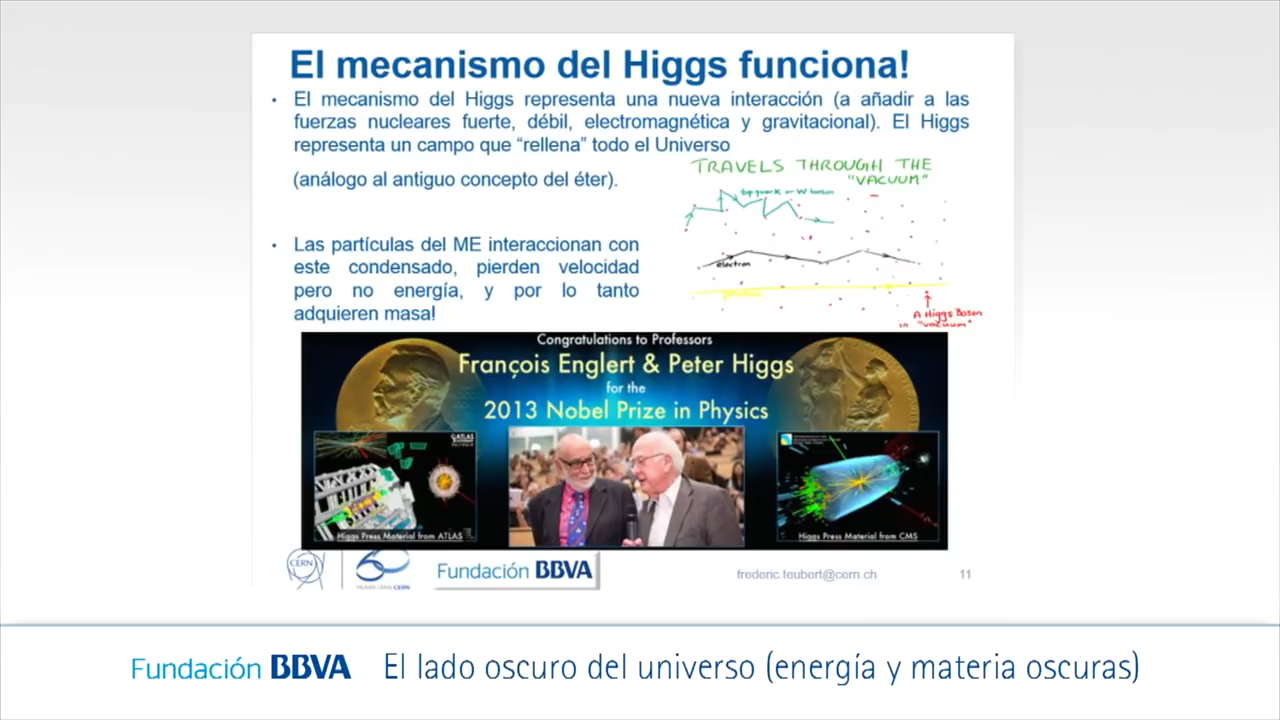 El mecanismo del Higgs funciona!
• El mecanismo del Higgs representa una nueva interacción (a añadir a las
fuerzas nucleares fuerte, débil, electromagnética y gravitacional). El Higgs
representa un campo que “rellena” todo el Universo
(análogo al antiguo concepto del éter).
TRAVELS THROUGH THE
"VACUUM"
top quark or W boson
electron
A Higgs Boson
in "vacuum"
• Las partículas del ME interaccionan con
este condensado, pierden velocidad
pero no energía, y por lo tanto
adquieren masa!
Congratulations to Professors
François Englert & Peter Higgs
for the
2013 Nobel Prize in Physics
ATLAS
Higgs Press Material from ATLAS
Higgs Press Material from CMS
CERN
60
YEARS / ANS CERN
Fundación BBVA
frederic.teubert@cern.ch
11
Fundación BBVA
El lado oscuro del universo (energía y materia oscuras)